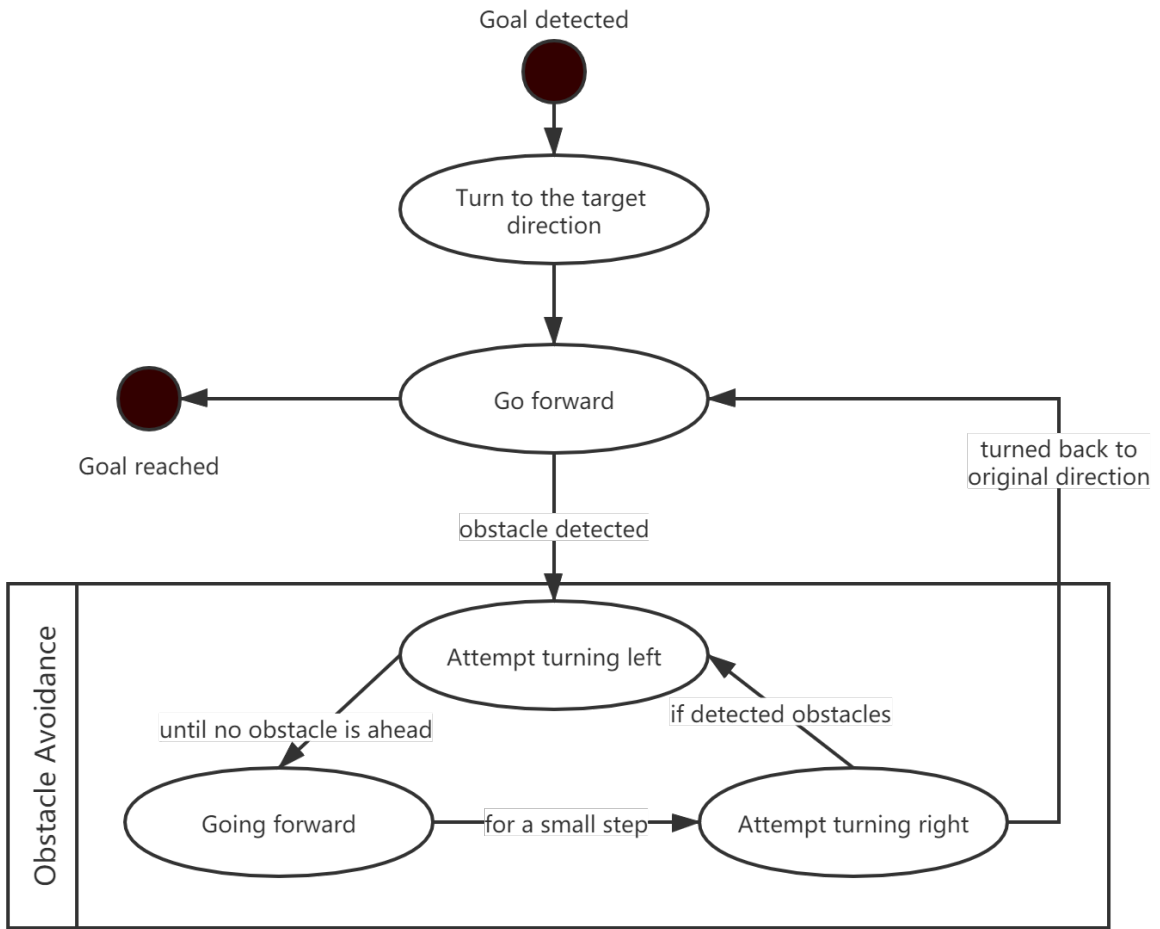 Goal detected
Turn to the target
direction
Go forward
Goal reached
turned back to
original direction
obstacle detected
Obstacle Avoidance
Attempt turning left
until no obstacle is ahead
if detected obstacles
Going forward
for a small step
Attempt turning right